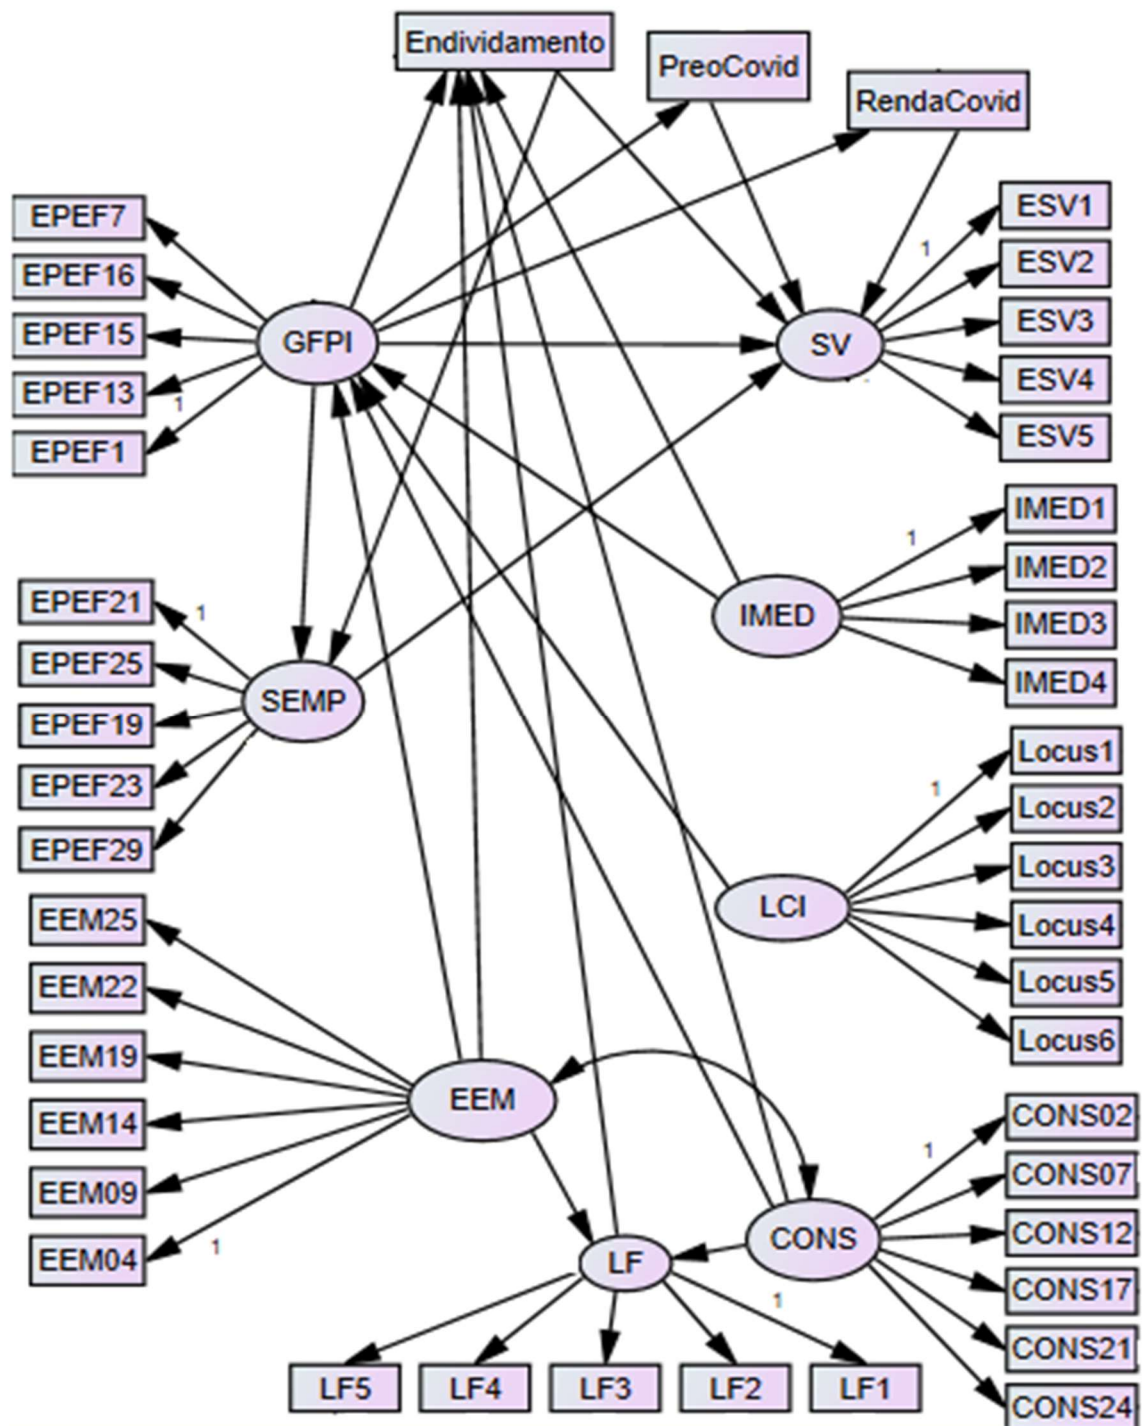 Endividamento
PreoCovid
RendaCovid
EPEF7
EPEF16
EPEF15
EPEF13
1
EPEF1
GFPI
SV
1
ESV1
ESV2
ESV3
ESV4
ESV5
IMED
1
IMED1
IMED2
IMED3
IMED4
EPEF21
1
EPEF25
EPEF19
EPEF23
EPEF29
SEMP
LCI
1
Locus1
Locus2
Locus3
Locus4
Locus5
Locus6
EEM25
EEM22
EEM19
EEM14
EEM09
EEM04
1
EEM
CONS
1
CONS02
CONS07
CONS12
CONS17
CONS21
CONS24
LF
1
LF5
LF4
LF3
LF2
LF1